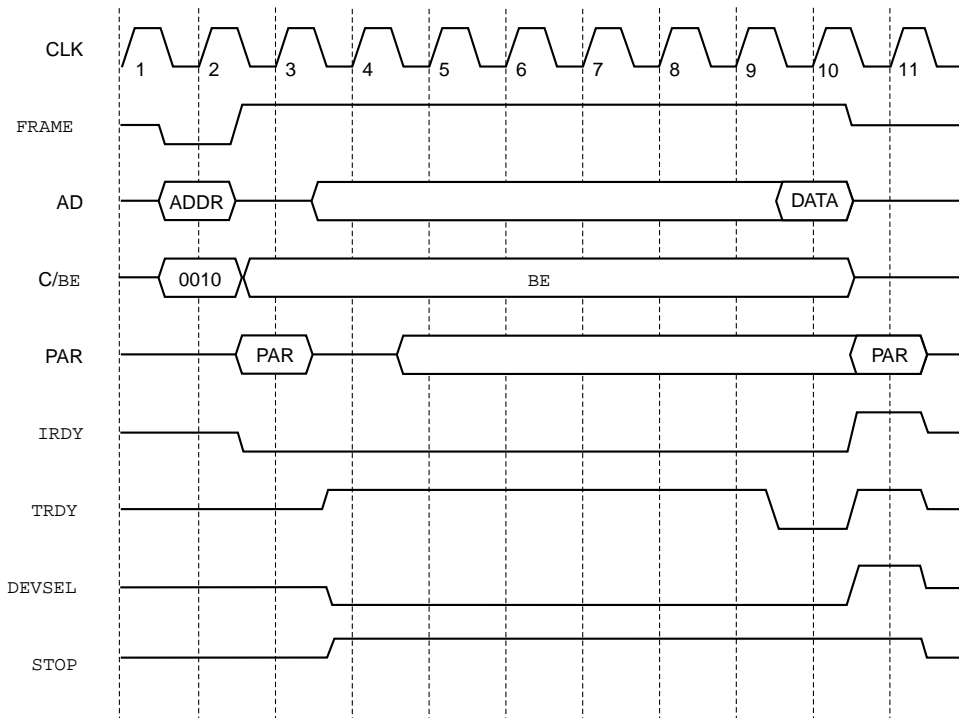 CLK
1 2 3 4 5 6 7 8 9 10 11
FRAME
AD
ADDR
DATA
C/BE
0010
BE
PAR
PAR
PAR
IRDY
TRDY
DEVSEL
STOP